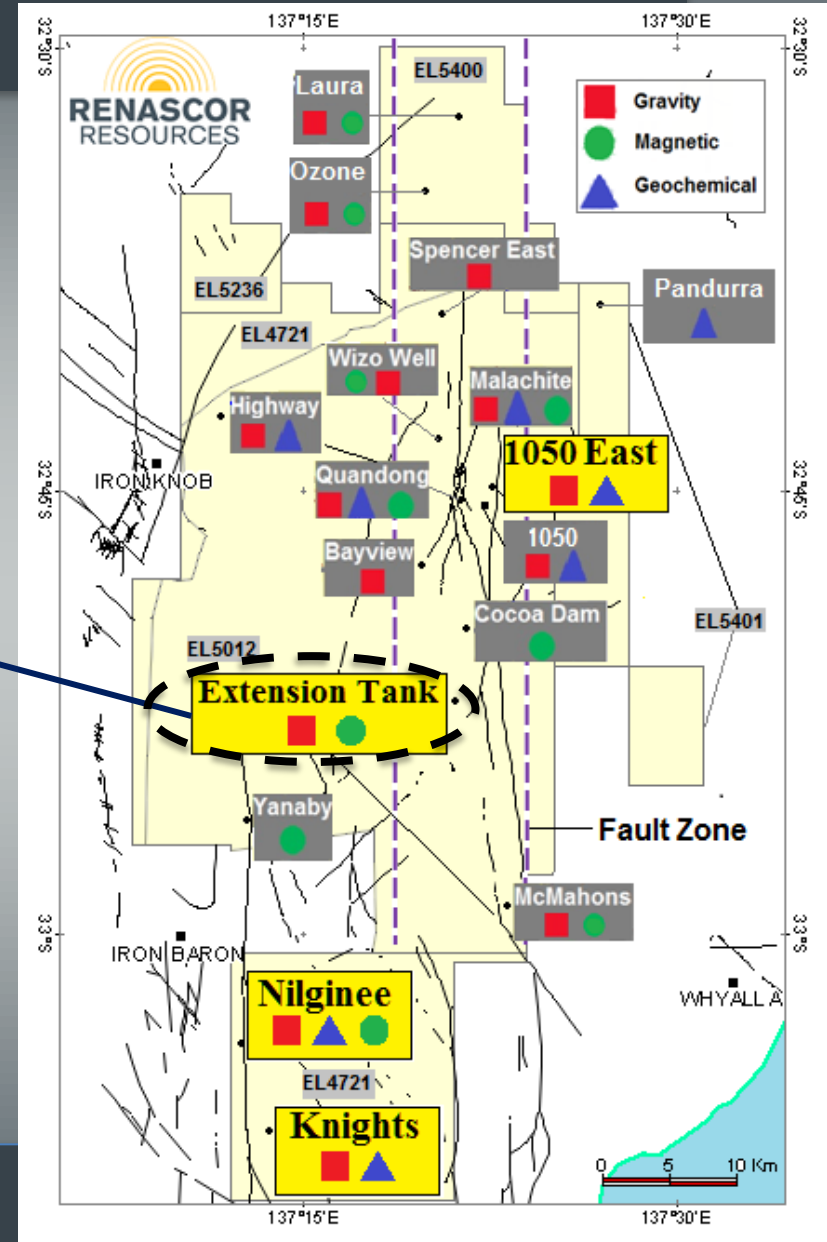 137°15'E
137°30'E
32°30'S
32°30'S
RENASCOR
RESOURCES
EL5400
Laura
Gravity
Magnetic
Geochemical
Ozone
Spencer East
EL5236
Pandurra
EL4721
Wizo Well
Malachite
Highway
1050 East
IRON KNOB
Quandong
32°45'S
32°45'S
1050
Bayview
Cocoa Dam
EL5401
EL5012
Extension Tank
Yanaby
Fault Zone
McMahons
33°S
33°S
IRON BARON
Nilginee
WHYALLA
EL4721
Knights
0 5 10 Km
137°15'E
137°30'E